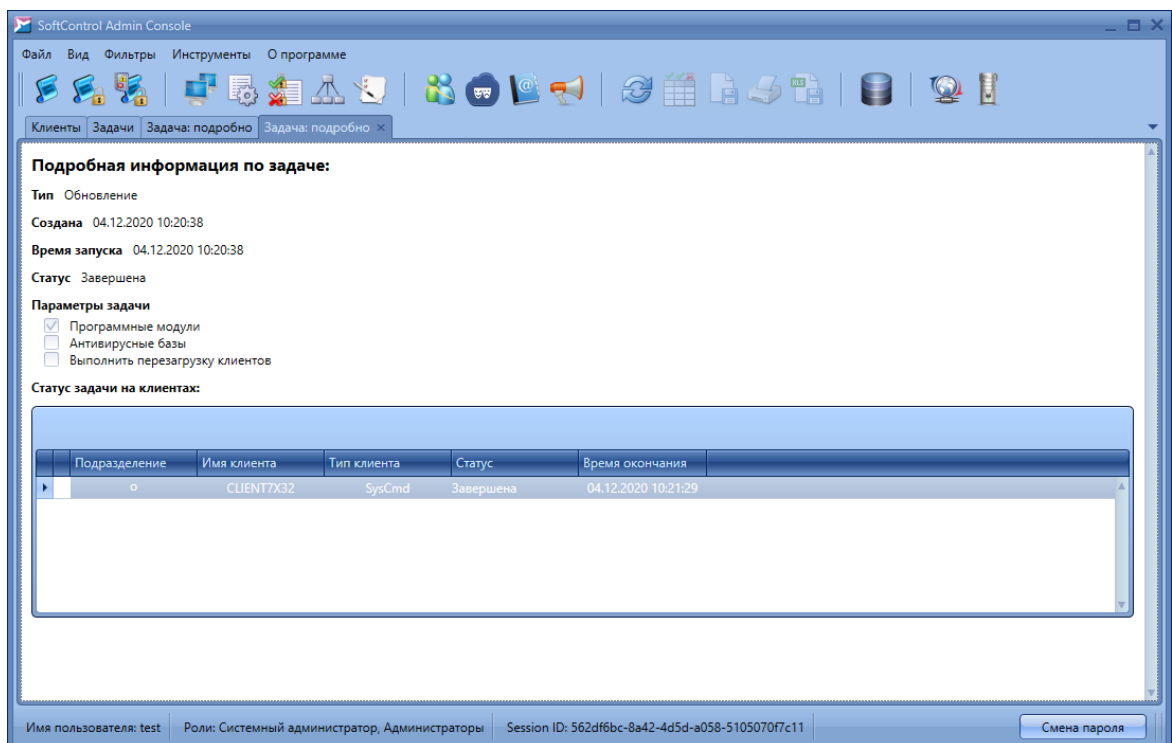 SoftControl Admin Console
Файл Вид Фильтры Инструменты О программе
Клиенты Задачи Задача: подробно Задача: подробно
Подробная информация по задаче:
Тип Обновление
Создана 04.12.2020 10:20:38
Время запуска 04.12.2020 10:20:38
Статус Завершена
Параметры задачи
Программные модули
Антивирусные базы
Выполнить перезагрузку клиентов
Статус задачи на клиентах:
Подразделение Имя клиента Тип клиента Статус Время окончания
o CLIENT7X32 SysCmd Завершена 04.12.2020 10:21:29
Имя пользователя: test Роли: Системный администратор, Администраторы Session ID: 562df6bc-8a42-4d5d-a058-5105070f7c11 Смена пароля